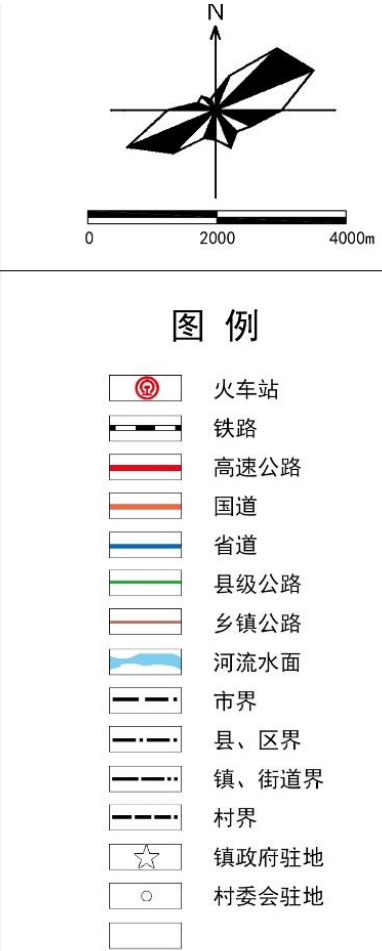 N
0 2000 4000m
图 例
火车站
铁路
高速公路
国道
省道
县级公路
乡镇公路
河流水面
市界
县、区界
镇、街道界
村界
镇政府驻地
村委会驻地